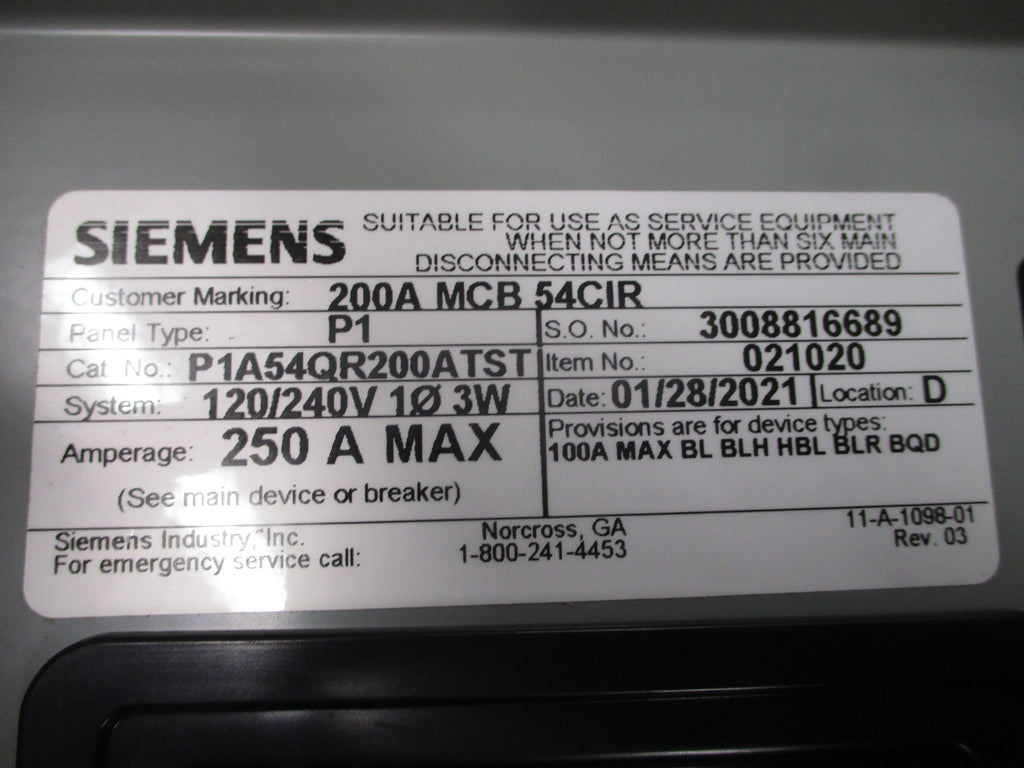 SIEMENS
SUITABLE FOR USE AS SERVICE EQUIPMENT
WHEN NOT MORE THAN SIX MAIN
DISCONNECTING MEANS ARE PROVIDED
Customer Marking: 200A MCB 54CIR
Panel Type: P1
S.O. No.: 3008816689
Cat No.: P1A54QR200ATST
Item No.: 021020
System: 120/240V 1Ø 3W
Date: 01/28/2021 Location: D
Amperage: 250 A MAX
(See main device or breaker)
Provisions are for device types:
100A MAX BL BLH HBL BLR BQD
Siemens Industry, Inc. Norcross, GA
For emergency service call: 1-800-241-4453
11-A-1098-01
Rev. 03